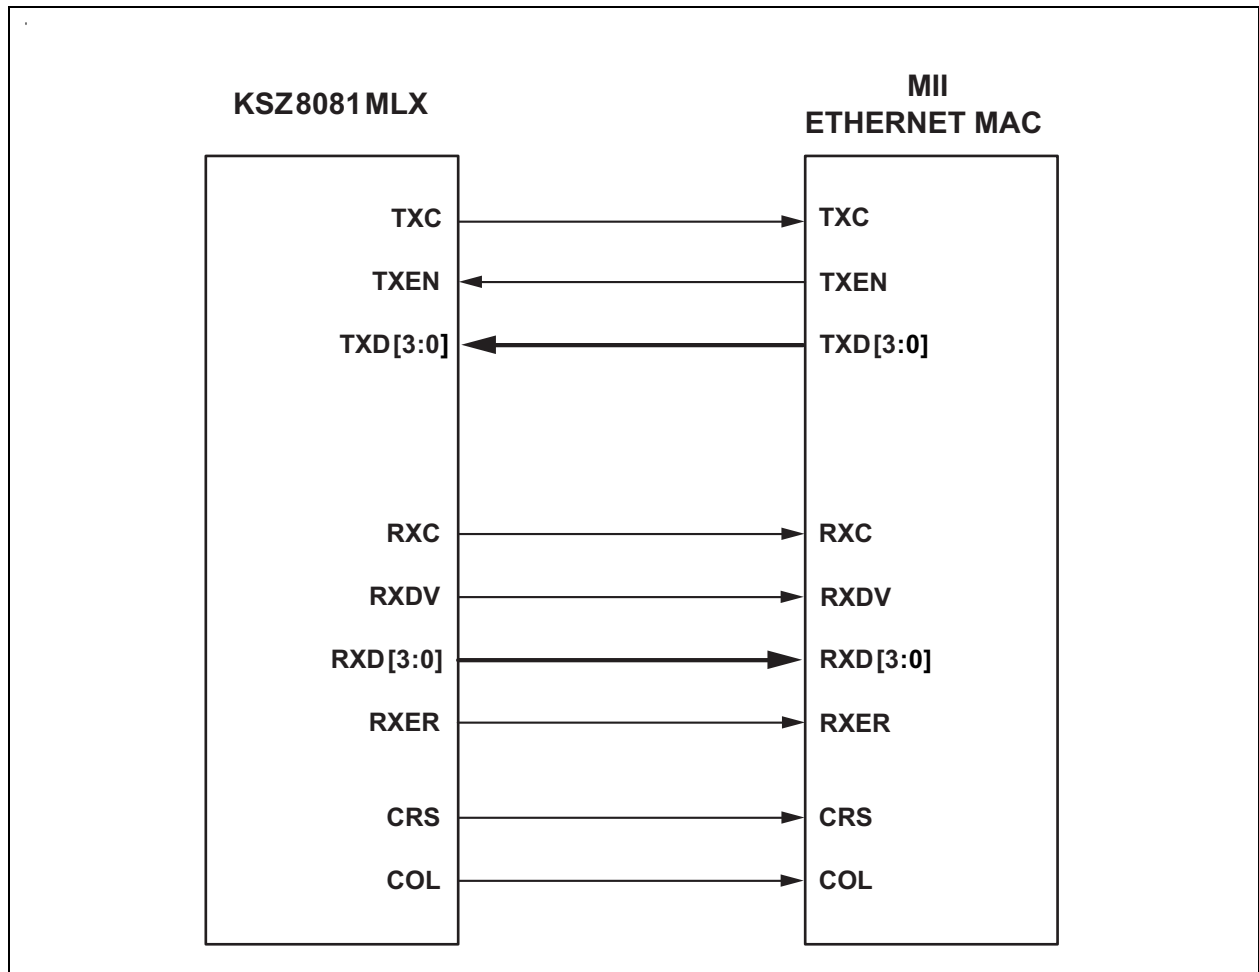 KSZ8081MLX
MII
ETHERNET MAC
TXC TXC
TXEN TXEN
TXD[3:0] TXD[3:0]
RXC RXC
RXDV RXDV
RXD[3:0] RXD[3:0]
RXER RXER
CRS CRS
COL COL